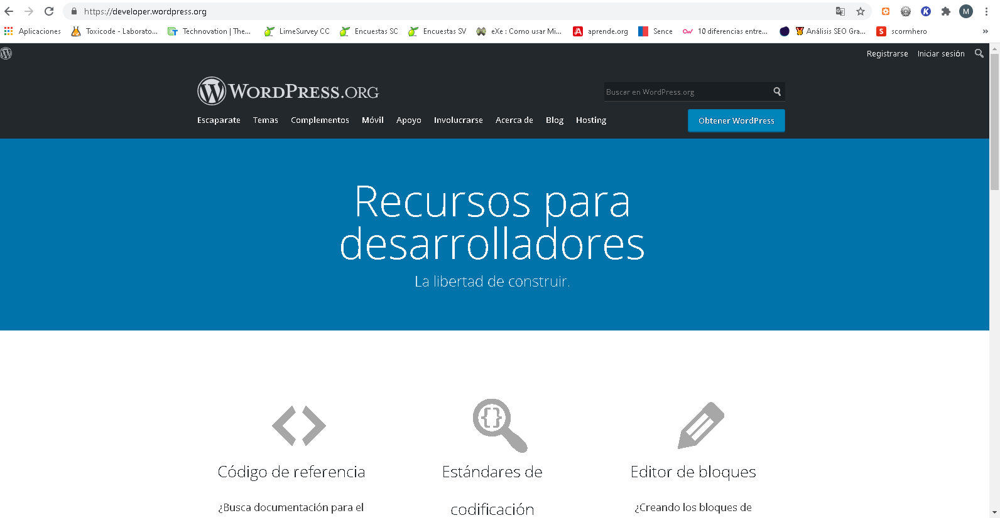 https://developer.wordpress.org
M
Aplicaciones
Toxicode - Laborato...
Technovation | The...
LimeSurvey CC
Encuestas SC
Encuestas SV
eXe : Como usar Mi...
aprende.org
Sence
10 diferencias entre...
Análisis SEO Gra...
scormhero
»
Registrarse
Iniciar sesión
WORDPRESS.ORG
Buscar en WordPress.org
Escaparate
Temas
Complementos
Móvil
Apoyo
Involucrarse
Acerca de
Blog
Hosting
Obtener WordPress
Recursos para
desarrolladores
La libertad de construir.
Código de referencia
¿Busca documentación para el
Estándares de
codificación
Editor de bloques
¿Creando los bloques de